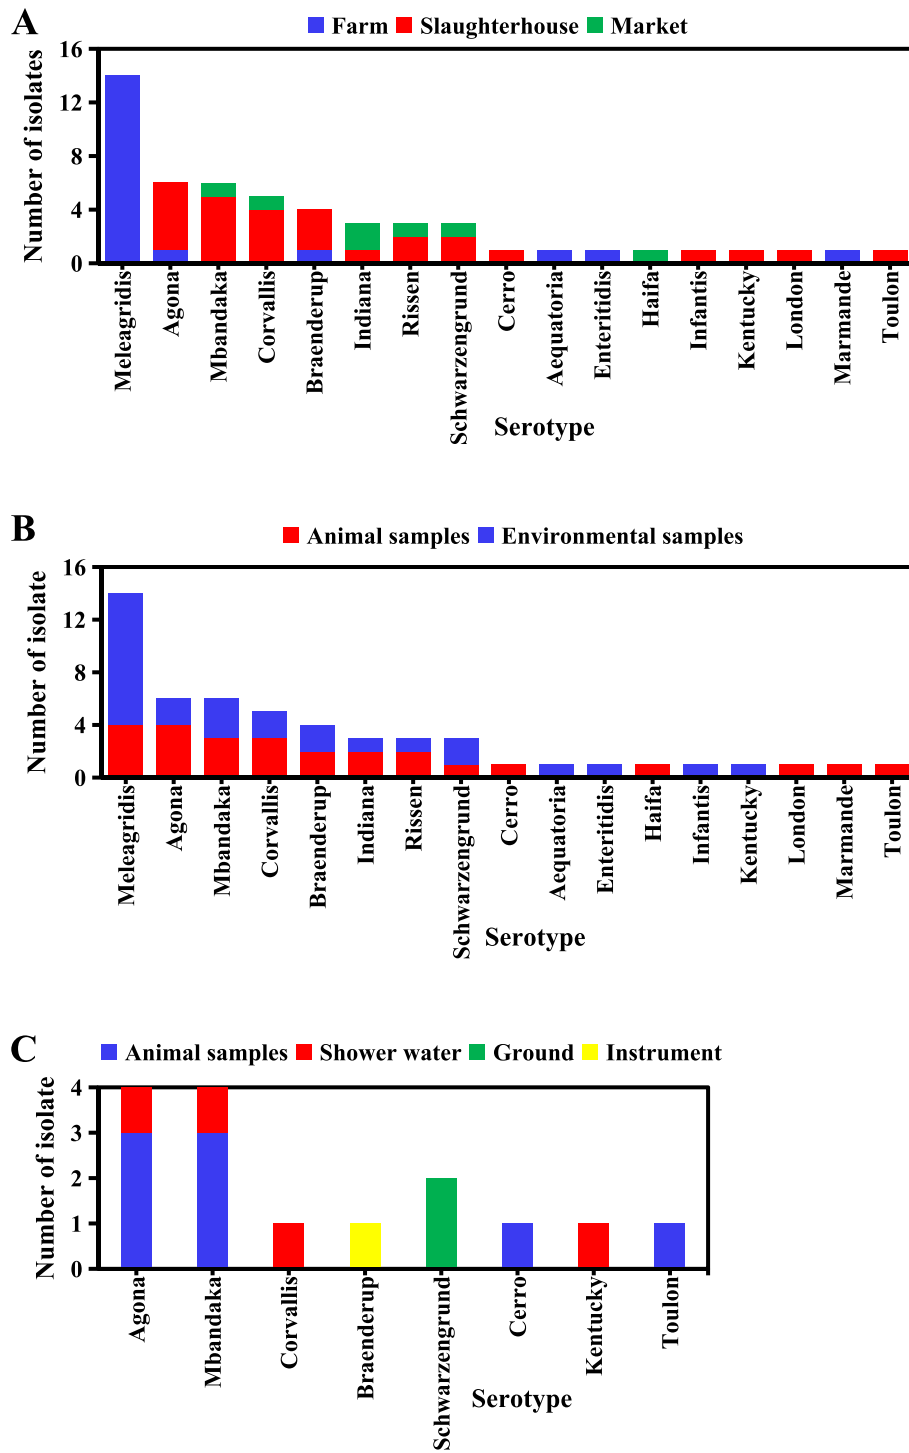 A
Farm Slaughterhouse Market
Number of isolates
16
12
8
4
0
Meleagridis
Agona
Mbandaka
Corvallis
Braenderup
Indiana
Rissen
Schwarzengrund
Cerro
Aequatoria
Enteritidis
Haifa
Infantis
Kentucky
London
Marmande
Toulon
Serotype
B
Animal samples Environmental samples
Number of isolate
16
12
8
4
0
Meleagridis
Agona
Mbandaka
Corvallis
Braenderup
Indiana
Rissen
Schwarzengrund
Cerro
Aequatoria
Enteritidis
Haifa
Infantis
Kentucky
London
Marmande
Toulon
Serotype
C
Animal samples Shower water Ground Instrument
Number of isolate
4
3
2
1
0
Agona
Mbandaka
Corvallis
Braenderup
Schwarzengrund
Cerro
Kentucky
Toulon
Serotype